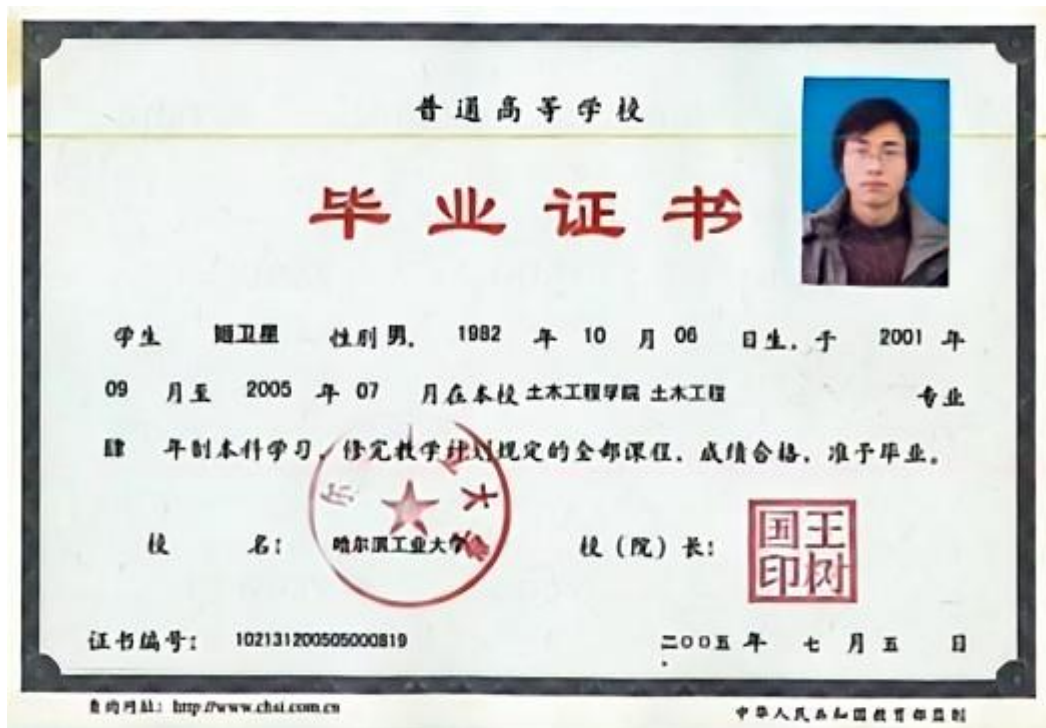 普通高等学校
毕业证书
学生 姬卫星 性别 男, 1982 年 10 月 06 日生, 于 2001 年
09 月至 2005 年 07 月在本校 土木工程学院 土木工程 专业
肆 年制本科学习, 修完教学计划规定的全部课程, 成绩合格, 准予毕业。
校 名: 哈尔滨工业大学
校 (院) 长: 王树国印
证书编号: 102131200505000819
二〇〇五 年 七 月 五 日
查询网址: http://www.chsi.com.cn
中华人民共和国教育部监制